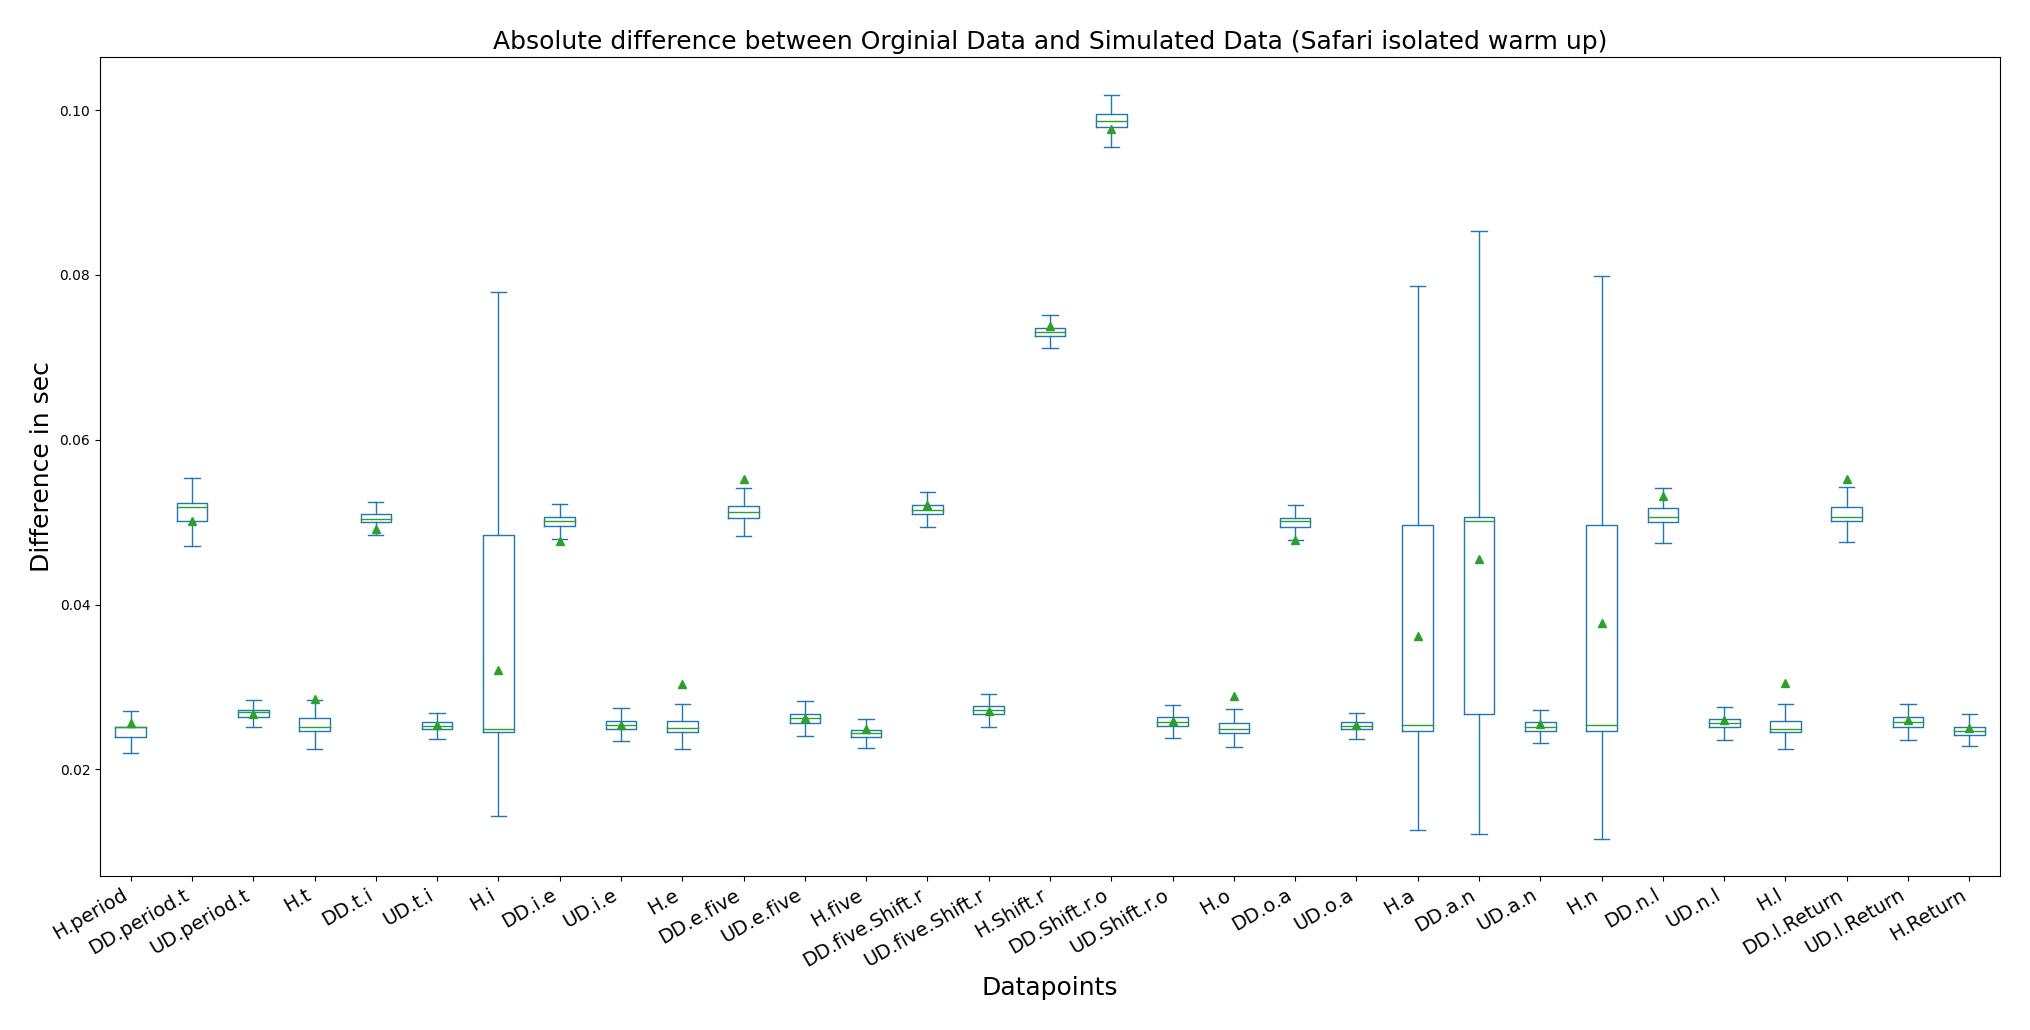 Absolute difference between Orginial Data and Simulated Data (Safari isolated warm up)
Difference in sec
0.10
0.08
0.06
0.04
0.02
H.period
DD.period.t
UD.period.t
H.t
DD.t.i
UD.t.i
H.i
DD.i.e
UD.i.e
H.e
DD.e.five
UD.e.five
H.five
DD.five.Shift.r
UD.five.Shift.r
H.Shift.r
DD.Shift.r.o
UD.Shift.r.o
H.o
DD.o.a
UD.o.a
H.a
DD.a.n
UD.a.n
H.n
DD.n.l
UD.n.l
H.l
DD.l.Return
UD.l.Return
H.Return
Datapoints